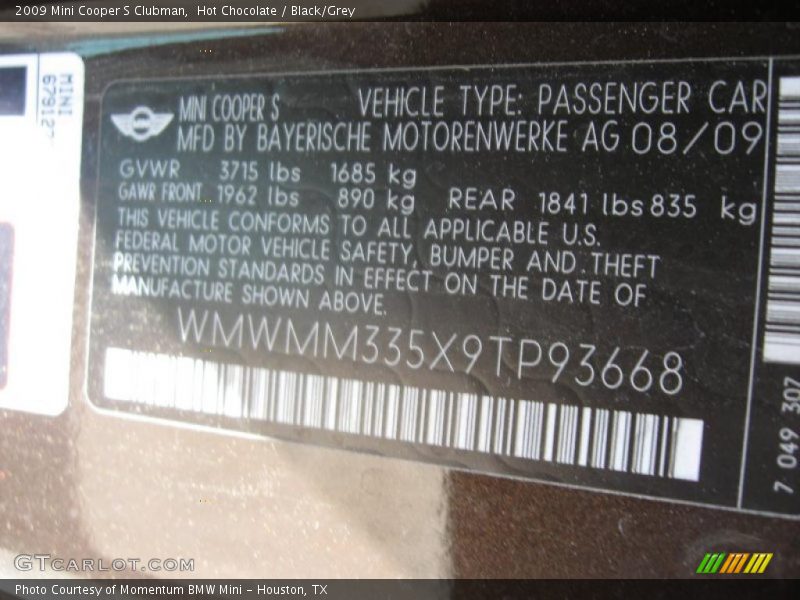 2009 Mini Cooper S Clubman, Hot Chocolate / Black/Grey
MINI
MINI COOPER S VEHICLE TYPE: PASSENGER CAR
MFD BY BAYERISCHE MOTORENWERKE AG 08/09
GVWR 3715 lbs 1685 kg
GAWR FRONT 1962 lbs 890 kg REAR 1841 lbs 835 kg
THIS VEHICLE CONFORMS TO ALL APPLICABLE U.S.
FEDERAL MOTOR VEHICLE SAFETY, BUMPER AND THEFT
PREVENTION STANDARDS IN EFFECT ON THE DATE OF
MANUFACTURE SHOWN ABOVE.
WMWMM335X9TP93668
7 049 307
GTCARLOT.COM
Photo Courtesy of Momentum BMW Mini - Houston, TX